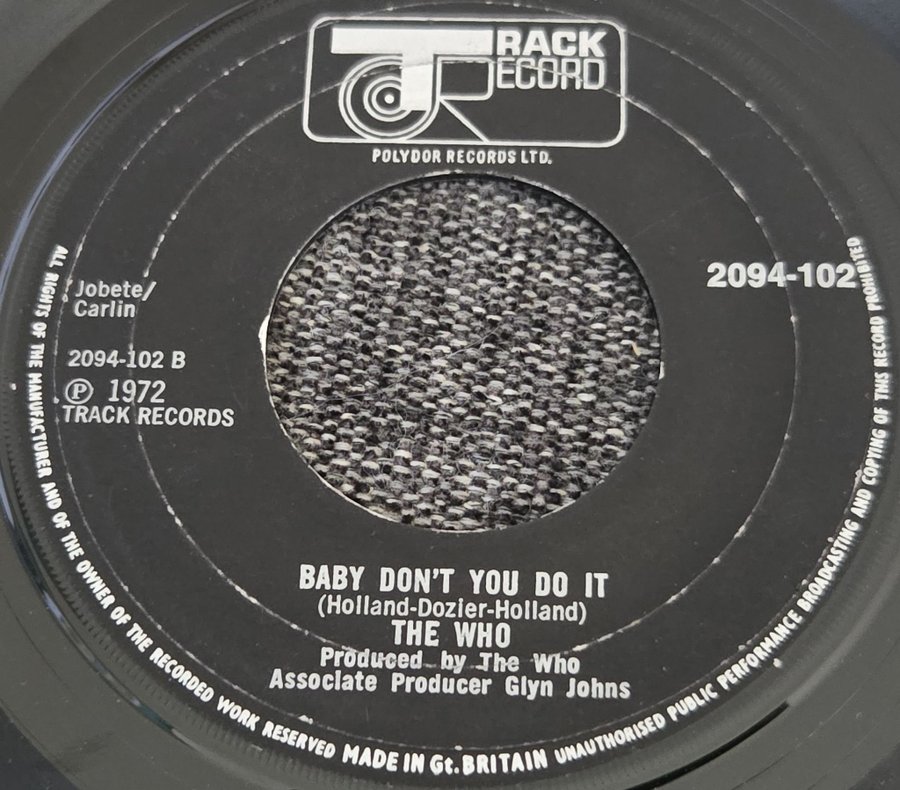 TRACK
RECORD
POLYDOR RECORDS LTD.
2094-102
Jobete/
Carlin
2094-102 B
Ⓟ 1972
TRACK RECORDS
BABY DON'T YOU DO IT
(Holland-Dozier-Holland)
THE WHO
Produced by The Who
Associate Producer Glyn Johns
ALL RIGHTS OF THE MANUFACTURER AND OF THE OWNER OF THE RECORDED WORK RESERVED MADE IN Gt. BRITAIN UNAUTHORISED PUBLIC PERFORMANCE BROADCASTING AND COPYING OF THIS RECORD PROHIBITED